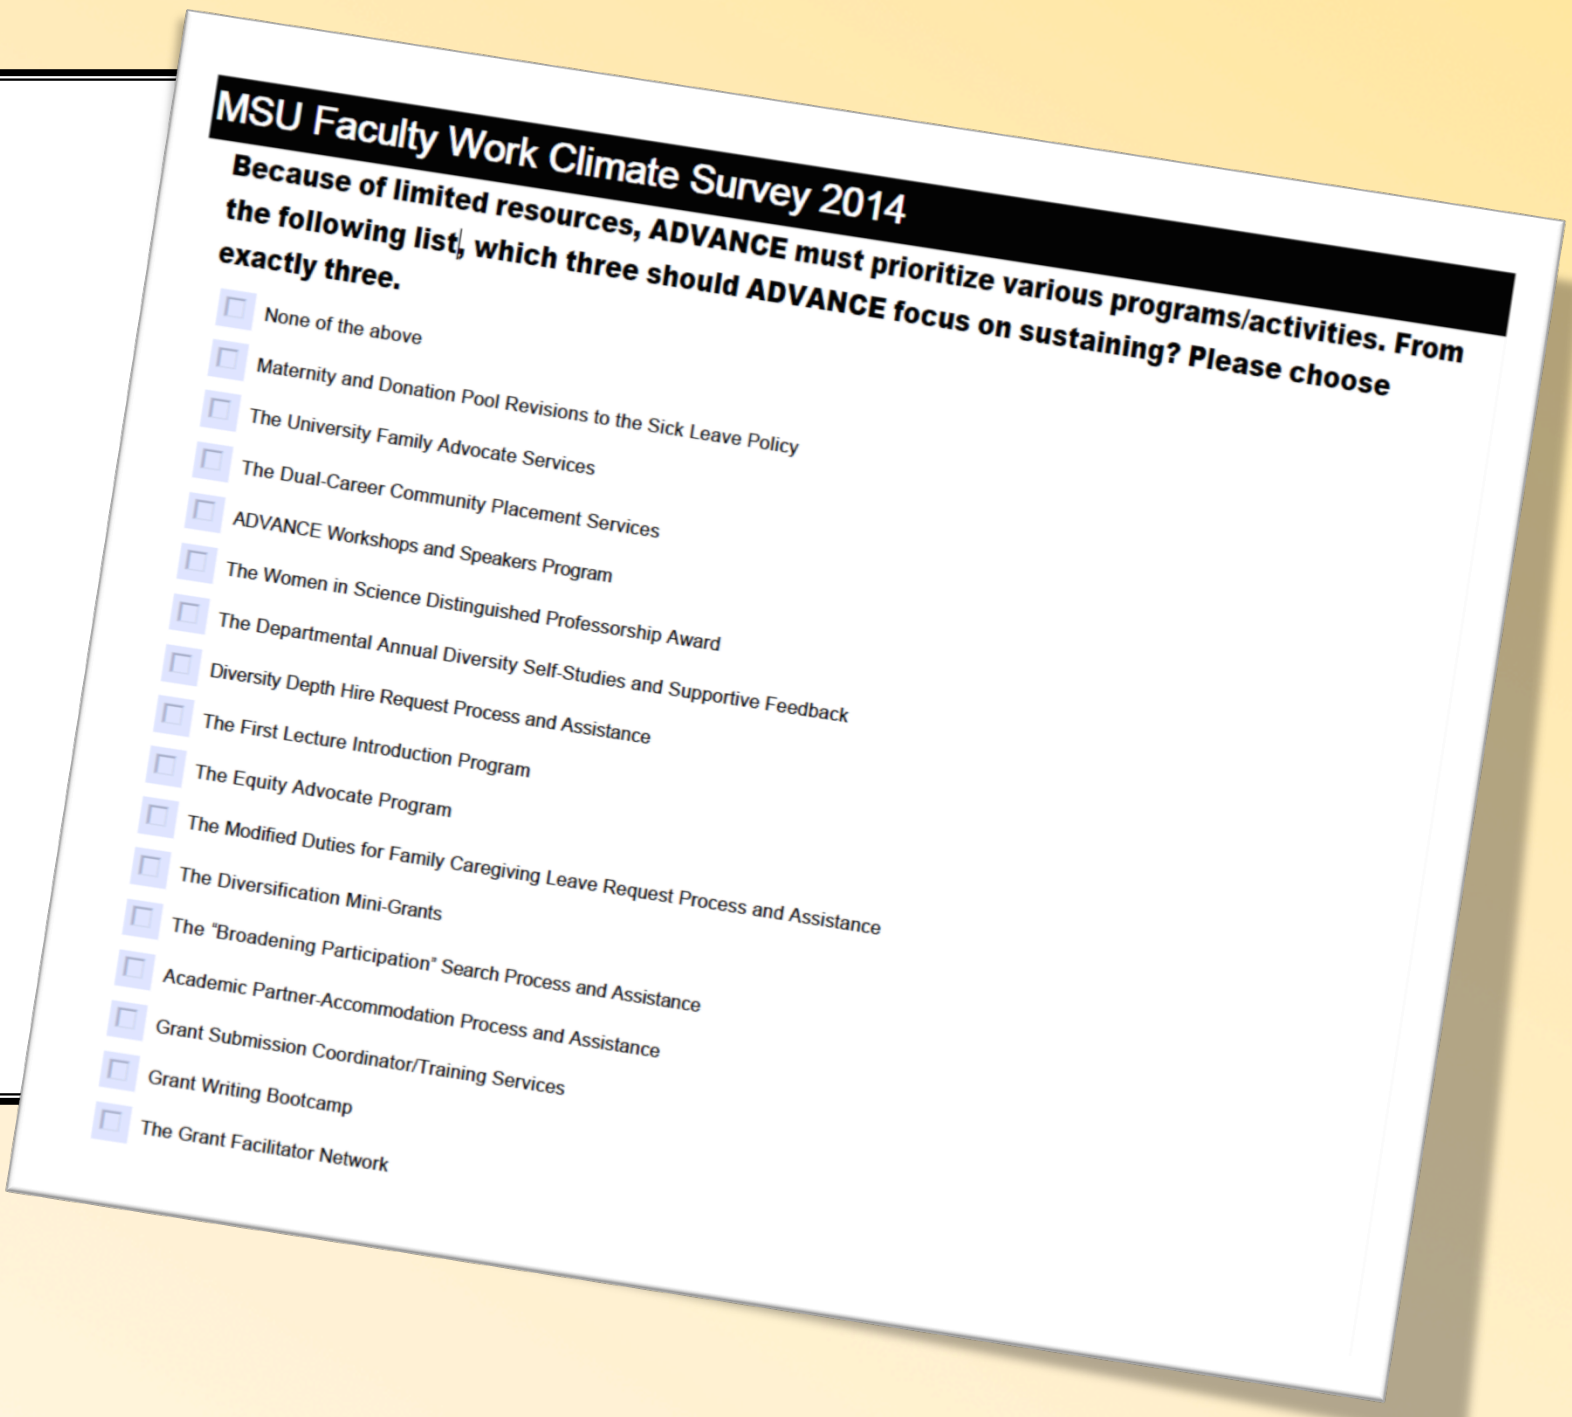 MSU Faculty Work Climate Survey 2014
Because of limited resources, ADVANCE must prioritize various programs/activities. From
the following list, which three should ADVANCE focus on sustaining? Please choose
exactly three.
None of the above
Maternity and Donation Pool Revisions to the Sick Leave Policy
The University Family Advocate Services
The Dual-Career Community Placement Services
ADVANCE Workshops and Speakers Program
The Women in Science Distinguished Professorship Award
The Departmental Annual Diversity Self-Studies and Supportive Feedback
Diversity Depth Hire Request Process and Assistance
The First Lecture Introduction Program
The Equity Advocate Program
The Modified Duties for Family Caregiving Leave Request Process and Assistance
The Diversification Mini-Grants
The “Broadening Participation” Search Process and Assistance
Academic Partner-Accommodation Process and Assistance
Grant Submission Coordinator/Training Services
Grant Writing Bootcamp
The Grant Facilitator Network